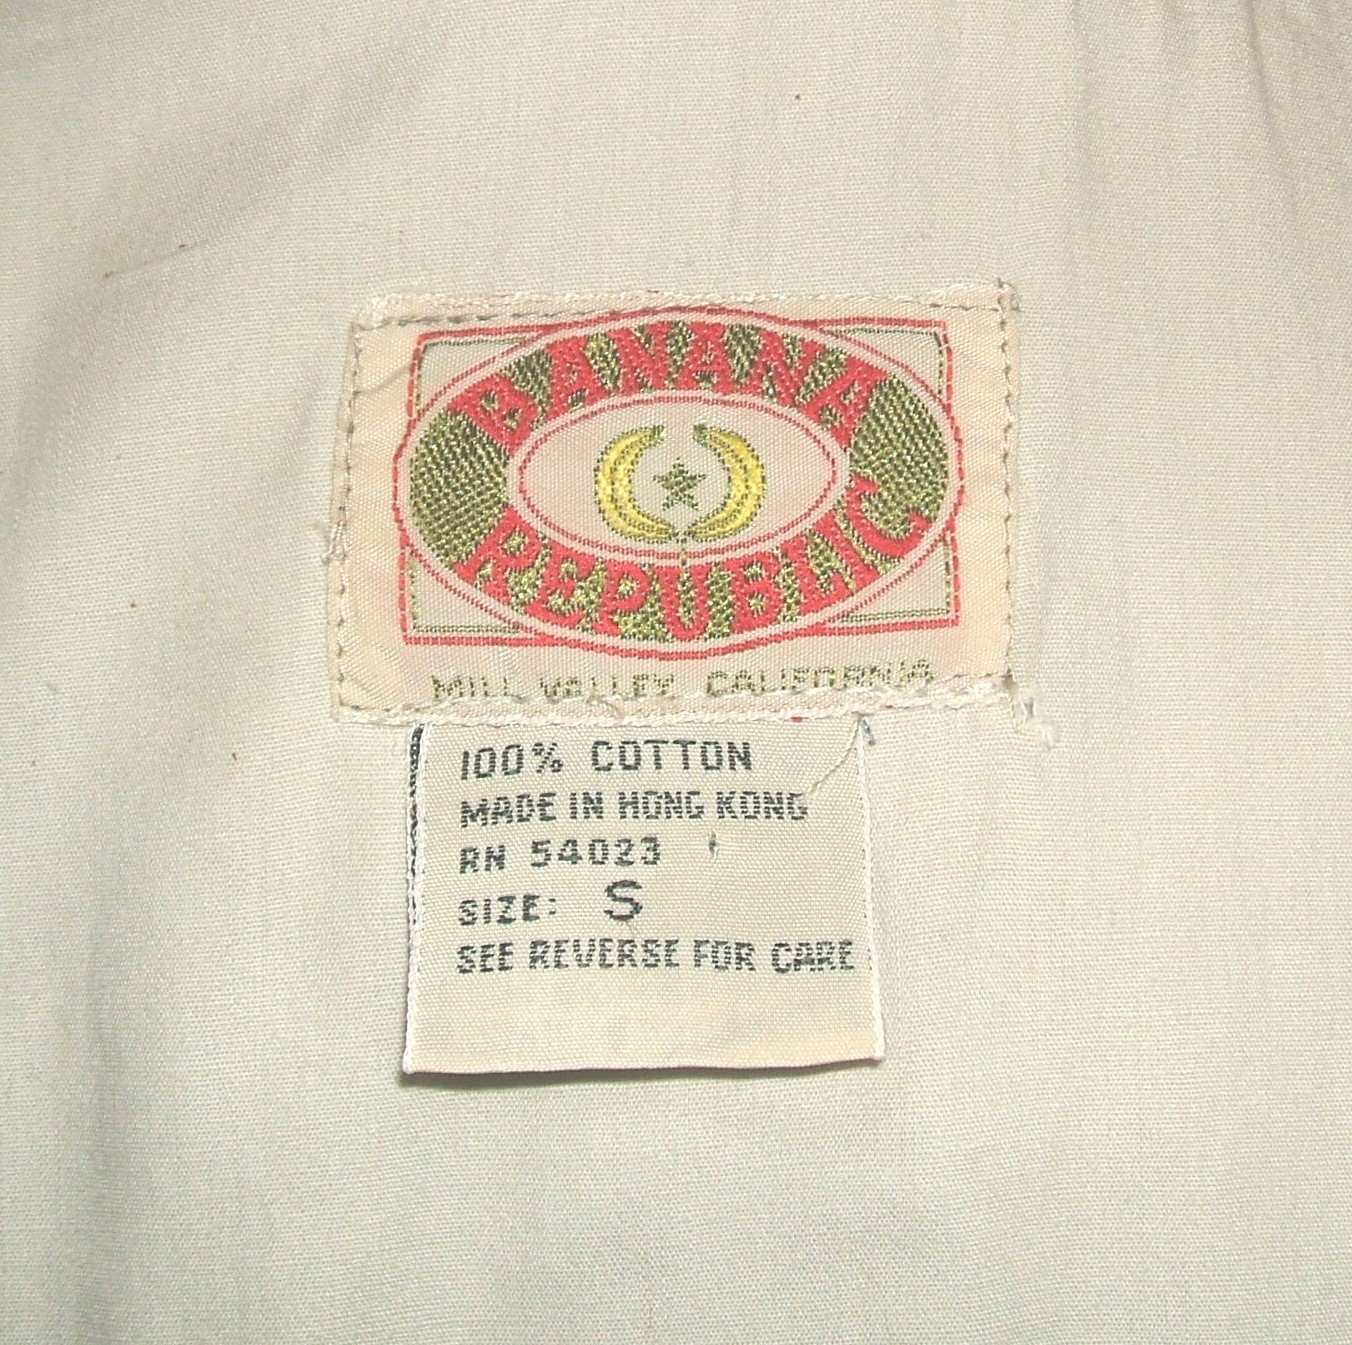 BANANA
REPUBLIC
MILL VALLEY, CALIFORNIA
100% COTTON
MADE IN HONG KONG
RN 54023
SIZE: S
SEE REVERSE FOR CARE